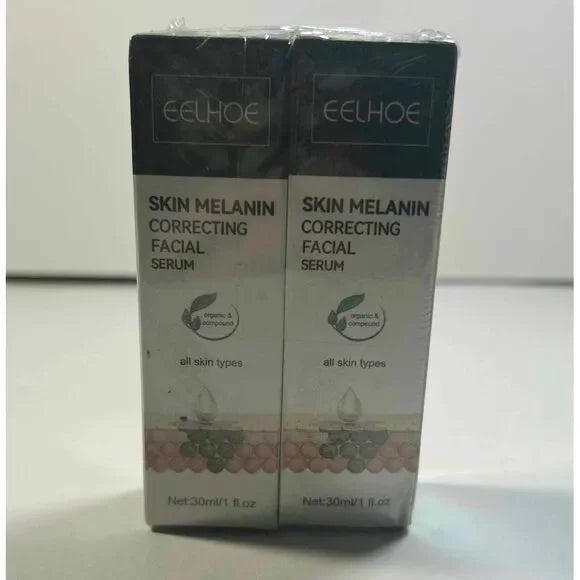 EELHOE
SKIN MELANIN
CORRECTING
FACIAL
SERUM
organic &
compound
all skin types
Net:30ml/1 fl.oz
EELHOE
SKIN MELANIN
CORRECTING
FACIAL
SERUM
organic &
compound
all skin types
Net:30ml/1 fl.oz